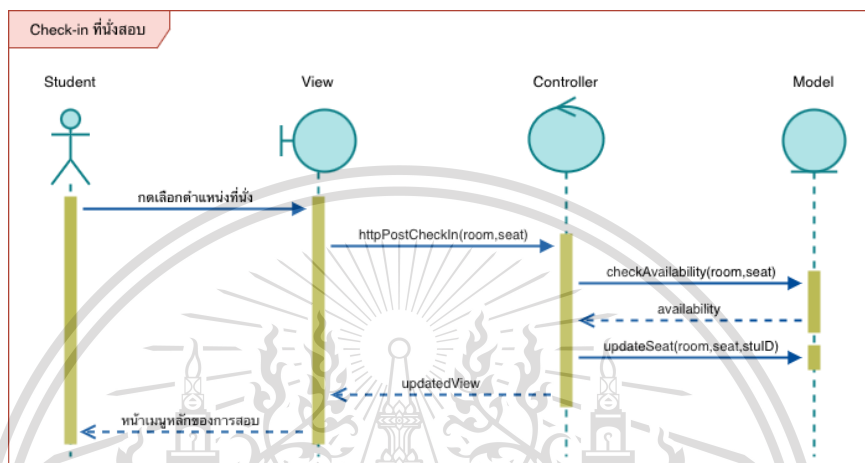 Check-in ที่นั่งสอบ
Student
View
Controller
Model
กดเลือกตำแหน่งที่นั่ง
httpPostCheckIn(room,seat)
checkAvailability(room,seat)
availability
updateSeat(room,seat,stuID)
updatedView
หน้าเมนูหลักของการสอบ